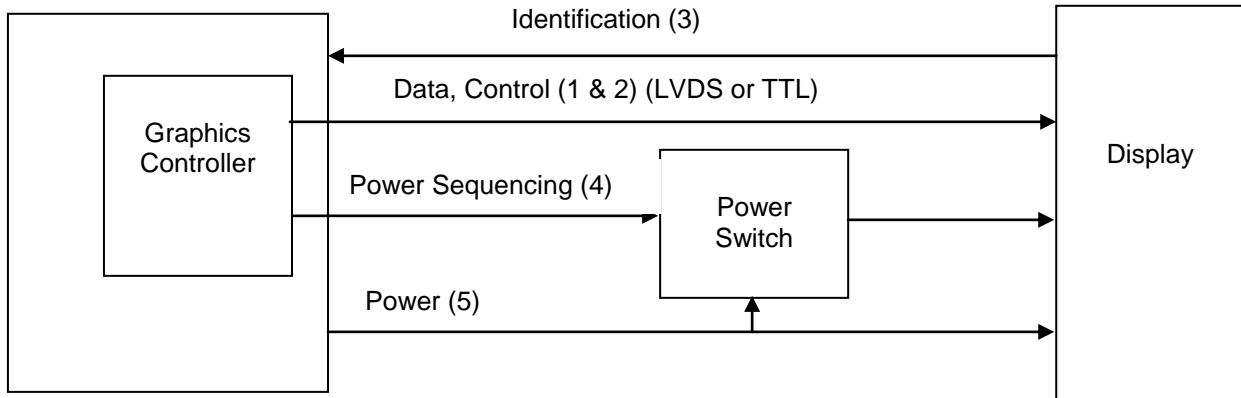 Identification (3)
Data, Control (1 & 2) (LVDS or TTL)
Graphics
Controller
Display
Power Sequencing (4)
Power
Switch
Power (5)